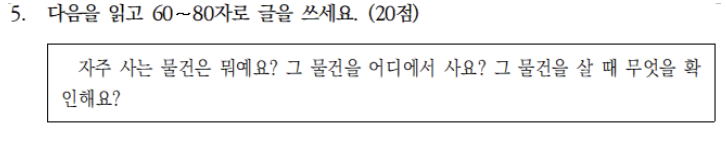 5. 다음을 읽고 60~80자로 글을 쓰세요. (20점)
자주 사는 물건은 뭐예요? 그 물건을 어디에서 사요? 그 물건을 살 때 무엇을 확
인해요?